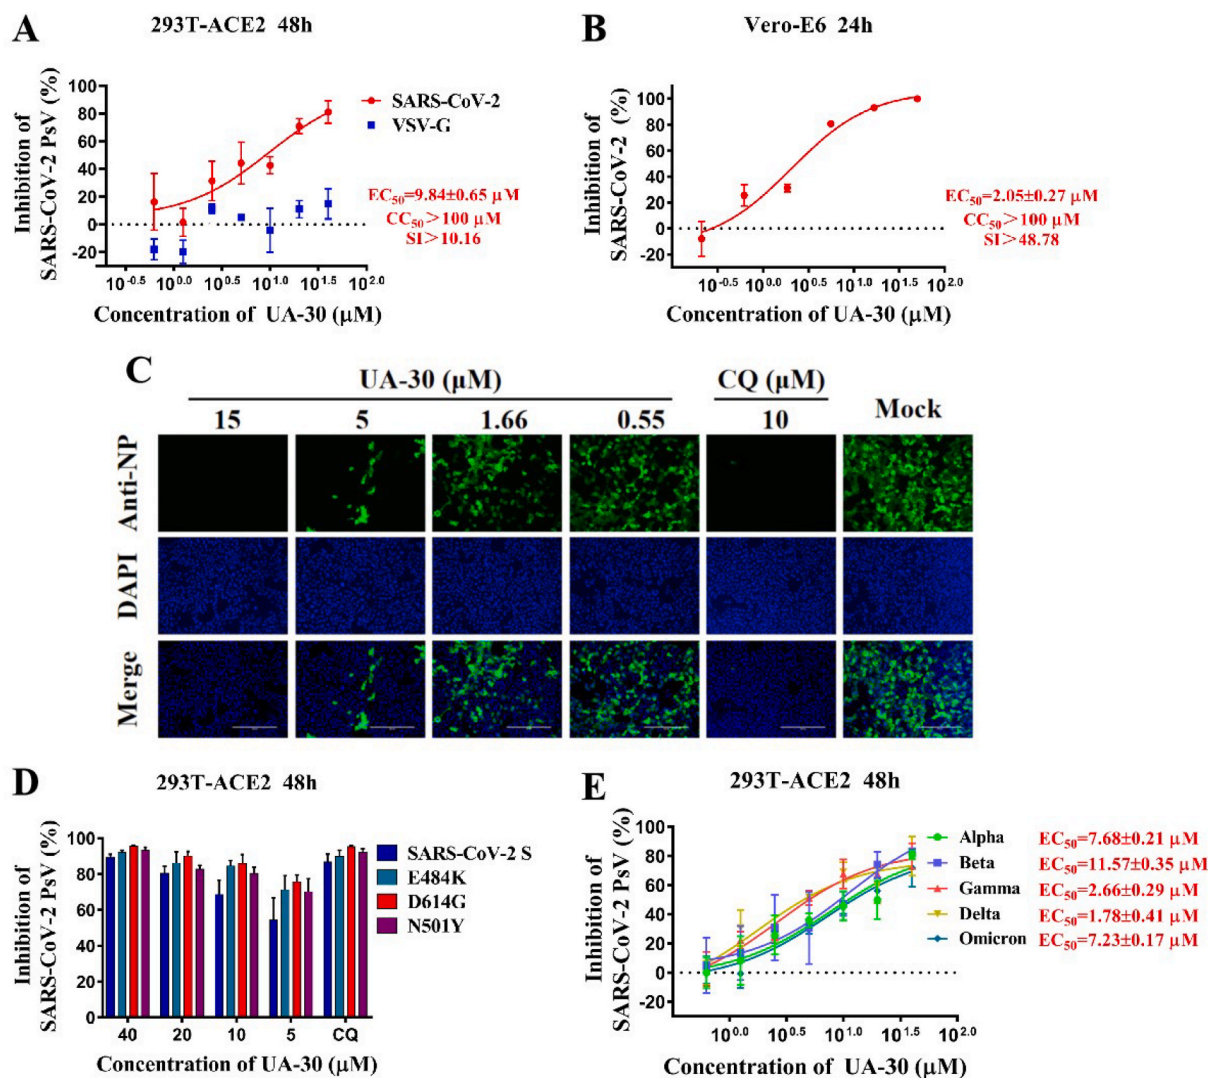 A
293T-ACE2 48h
Inhibition of
SARS-CoV-2 PsV (%)
100
80
60
40
20
0
-20
SARS-CoV-2
VSV-G
EC50=9.84±0.65 μM
CC50>100 μM
SI>10.16
10-0.5 100.0 100.5 101.0 101.5 102.0
Concentration of UA-30 (μM)
B
Vero-E6 24h
Inhibition of
SARS-CoV-2 (%)
100
80
60
40
20
0
-20
EC50=2.05±0.27 μM
CC50>100 μM
SI>48.78
10-0.5 100.0 100.5 101.0 101.5 102.0
Concentration of UA-30 (μM)
C
UA-30 (μM) CQ (μM) Mock
15 5 1.66 0.55 10
Anti-NP
DAPI
Merge
D
293T-ACE2 48h
Inhibition of
SARS-CoV-2 PsV (%)
100
80
60
40
20
0
SARS-CoV-2 S
E484K
D614G
N501Y
40 20 10 5 CQ
Concentration of UA-30 (μM)
E
293T-ACE2 48h
Inhibition of
SARS-CoV-2 PsV (%)
100
80
60
40
20
0
-20
Alpha EC50=7.68±0.21 μM
Beta EC50=11.57±0.35 μM
Gamma EC50=2.66±0.29 μM
Delta EC50=1.78±0.41 μM
Omicron EC50=7.23±0.17 μM
100.0 100.5 101.0 101.5 102.0
Concentration of UA-30 (μM)